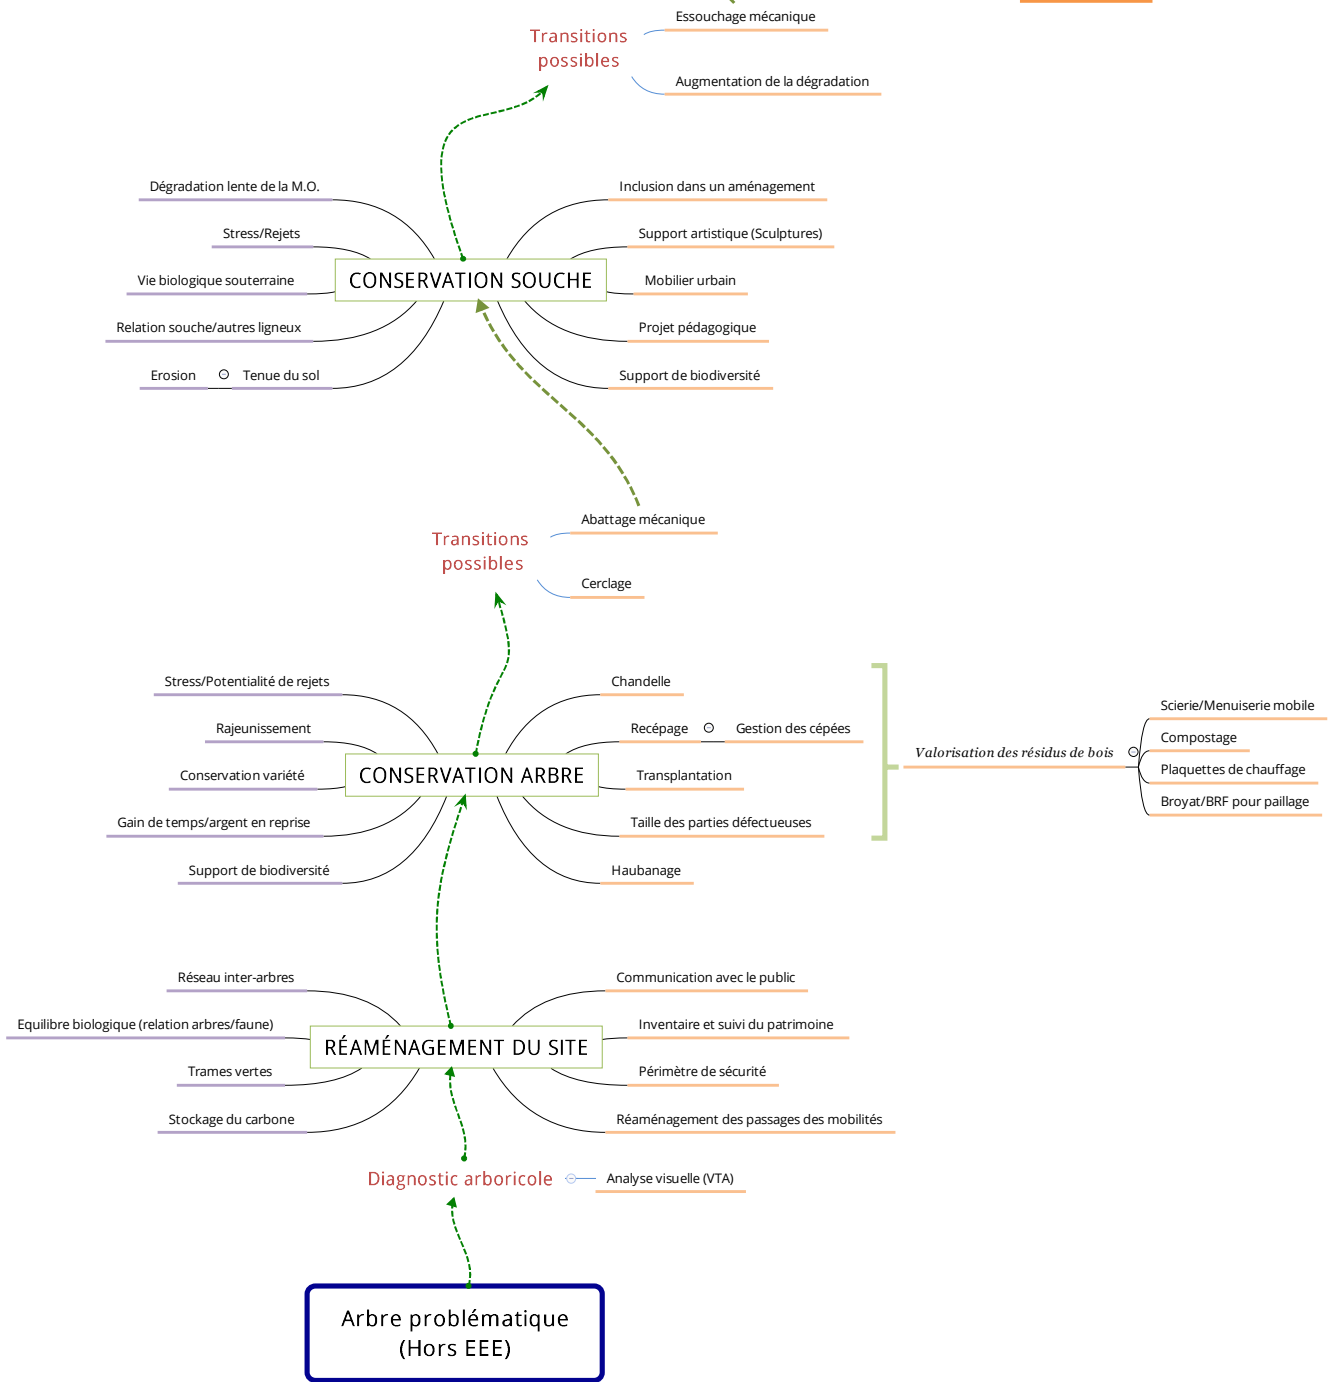 Essouchage mécanique
Transitions
possibles
Augmentation de la dégradation
Dégradation lente de la M.O.
Inclusion dans un aménagement
Stress/Rejets
Support artistique (Sculptures)
Vie biologique souterraine
CONSERVATION SOUCHE
Mobilier urbain
Relation souche/autres ligneux
Projet pédagogique
Erosion
Tenue du sol
Support de biodiversité
Abattage mécanique
Transitions
possibles
Cerclage
Stress/Potentialité de rejets
Chandelle
Rajeunissement
Recépage
Gestion des cépées
Conservation variété
CONSERVATION ARBRE
Transplantation
Gain de temps/argent en reprise
Taille des parties défectueuses
Support de biodiversité
Haubanage
Valorisation des résidus de bois
Scierie/Menuiserie mobile
Compostage
Plaquettes de chauffage
Broyat/BRF pour paillage
Réseau inter-arbres
Communication avec le public
Equilibre biologique (relation arbres/faune)
Inventaire et suivi du patrimoine
RÉAMÉNAGEMENT DU SITE
Trames vertes
Périmètre de sécurité
Stockage du carbone
Réaménagement des passages des mobilités
Diagnostic arboricole
Analyse visuelle (VTA)
Arbre problématique
(Hors EEE)